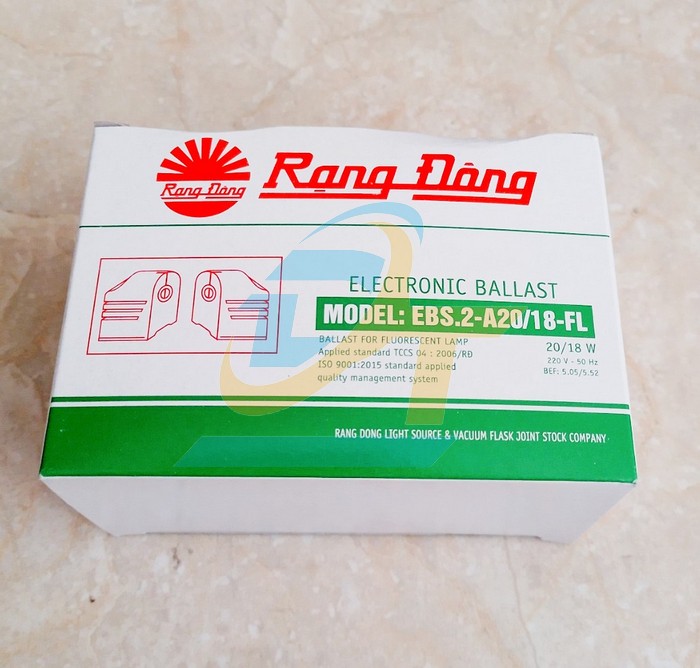 Rạng Đông
Rạng Đông
ELECTRONIC BALLAST
MODEL: EBS.2-A20/18-FL
BALLAST FOR FLUORESCENT LAMP
Applied standard TCCS 04 : 2006/RĐ
ISO 9001:2015 standard applied
quality management system
20/18 W
220 V - 50 Hz
BEF: 5.05/5.52
RANG DONG LIGHT SOURCE & VACUUM FLASK JOINT STOCK COMPANY